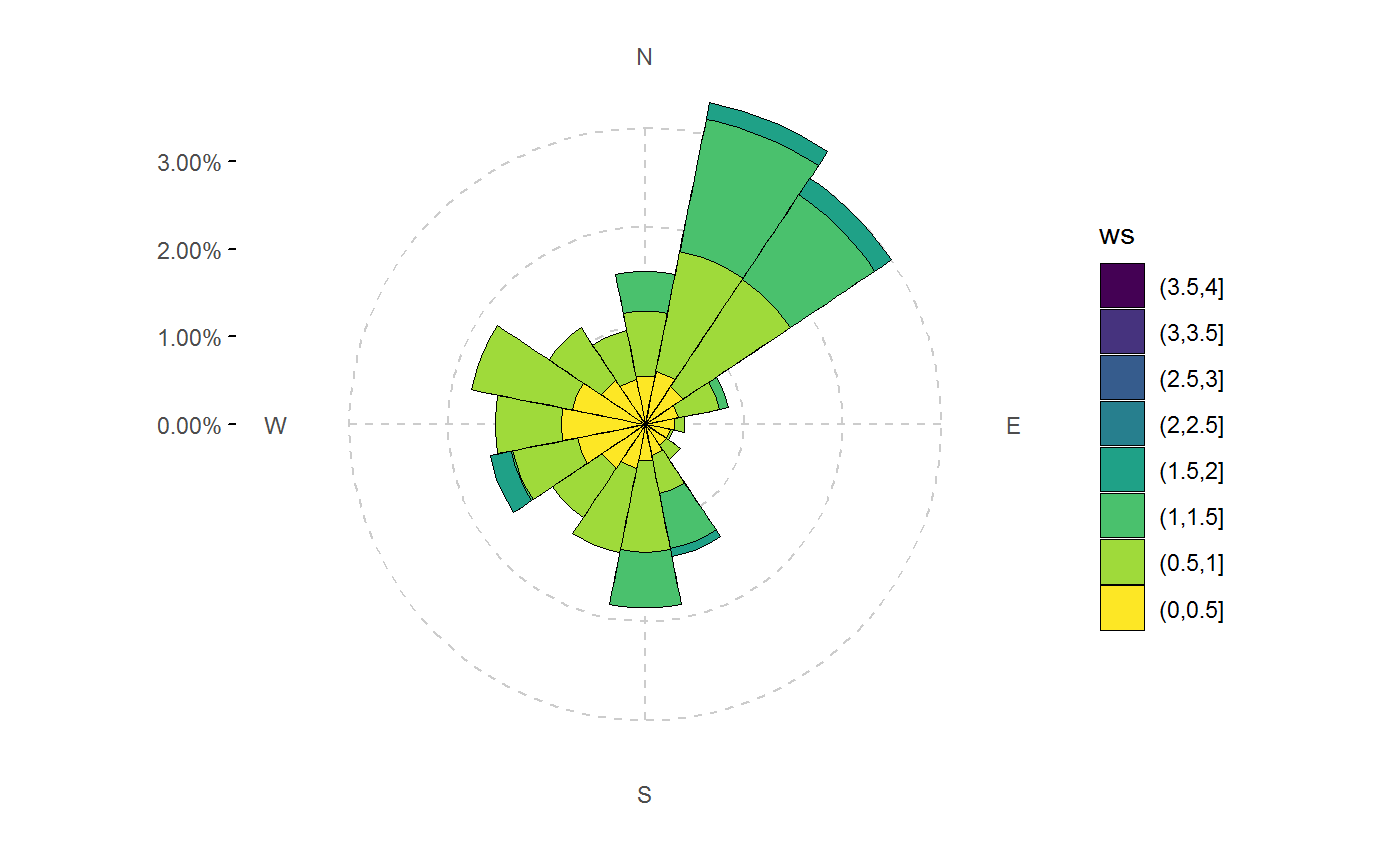 N
3.00%
2.00%
1.00%
0.00%
W
E
S
ws
(3.5,4]
(3,3.5]
(2.5,3]
(2,2.5]
(1.5,2]
(1,1.5]
(0.5,1]
(0,0.5]